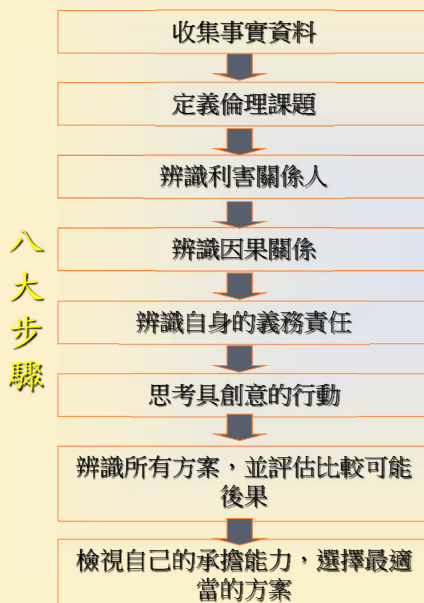 八大步驟
收集事實資料
定義倫理課題
辨識利害關係人
辨識因果關係
辨識自身的義務責任
思考具創意的行動
辨識所有方案，並評估比較可能
後果
檢視自己的承擔能力，選擇最適
當的方案